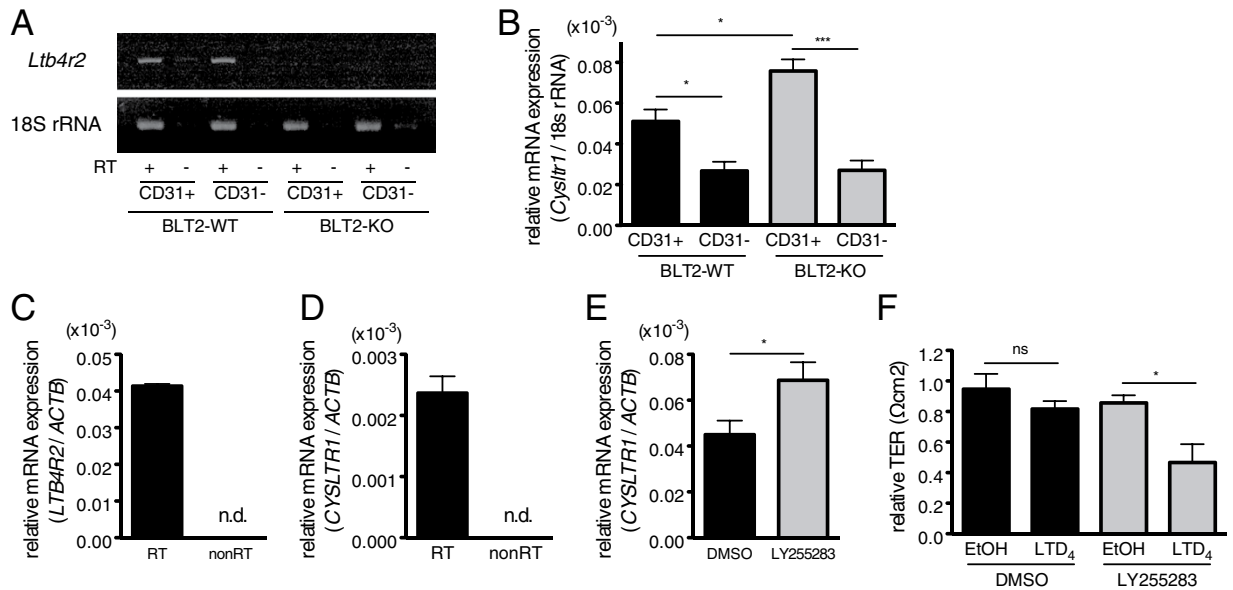 A
Ltb4r2
18S rRNA
RT + - + - + - + -
CD31+ CD31- CD31+ CD31-
BLT2-WT BLT2-KO
B
(x10⁻³)
relative mRNA expression
(Cysltr1 / 18s rRNA)
0.08
0.06
0.04
0.02
0.00
* * ***
CD31+ CD31- CD31+ CD31-
BLT2-WT BLT2-KO
C
(x10⁻³)
relative mRNA expression
(LTB4R2 / ACTB)
0.05
0.04
0.03
0.02
0.01
0.00
n.d.
RT nonRT
D
(x10⁻³)
relative mRNA expression
(CYSLTR1 / ACTB)
0.003
0.002
0.001
0.000
n.d.
RT nonRT
E
(x10⁻³)
relative mRNA expression
(CYSLTR1 / ACTB)
0.08
0.06
0.04
0.02
0.00
*
DMSO LY255283
F
relative TER (Ωcm2)
1.2
1.0
0.8
0.6
0.4
0.2
0.0
ns *
EtOH LTD₄ EtOH LTD₄
DMSO LY255283